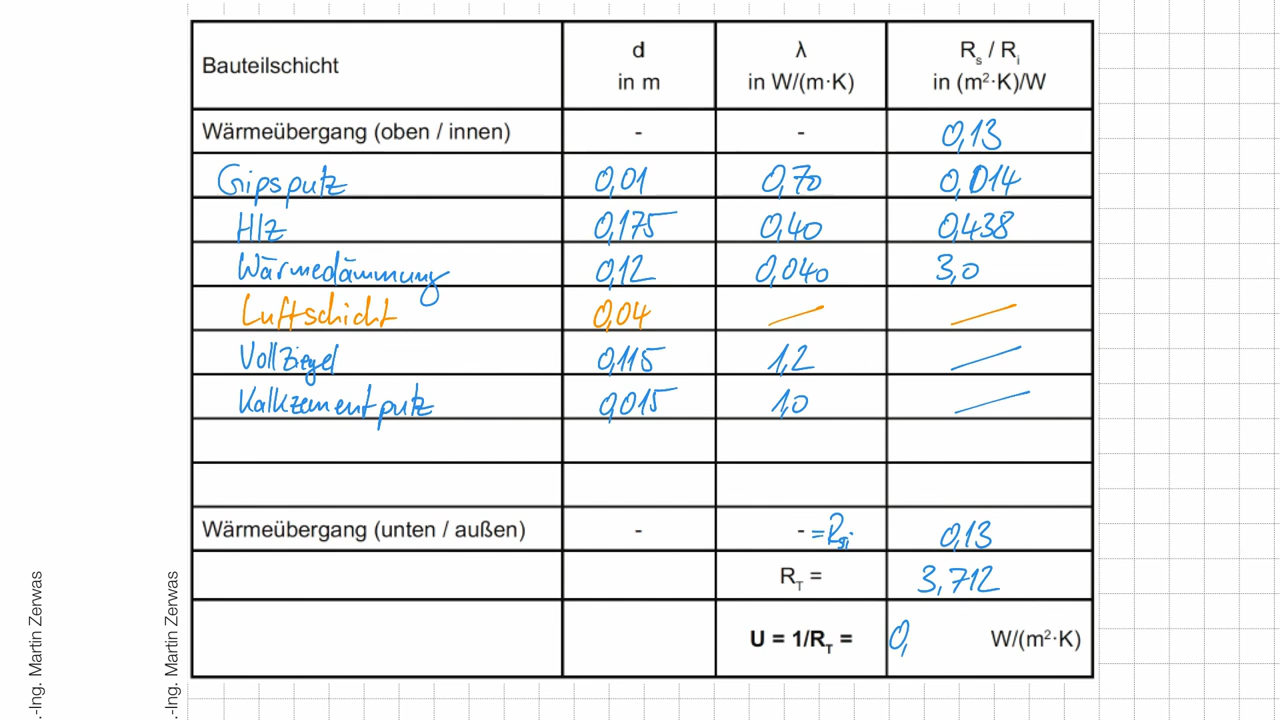 Bauteilschicht d in m λ in W/(m·K) Rs / Ri in (m²·K)/W
Wärmeübergang (oben / innen) - - 0,13
Gipsputz 0,01 0,70 0,014
Hlz 0,175 0,40 0,438
Wärmedämmung 0,12 0,040 3,0
Luftschicht 0,04
Vollziegel 0,115 1,2
Kalkzementputz 0,015 1,0
Wärmeübergang (unten / außen) - - =Rsi 0,13
RT = 3,712
U = 1/RT = 0, W/(m²·K)
.-Ing. Martin Zerwas
.-Ing. Martin Zerwas